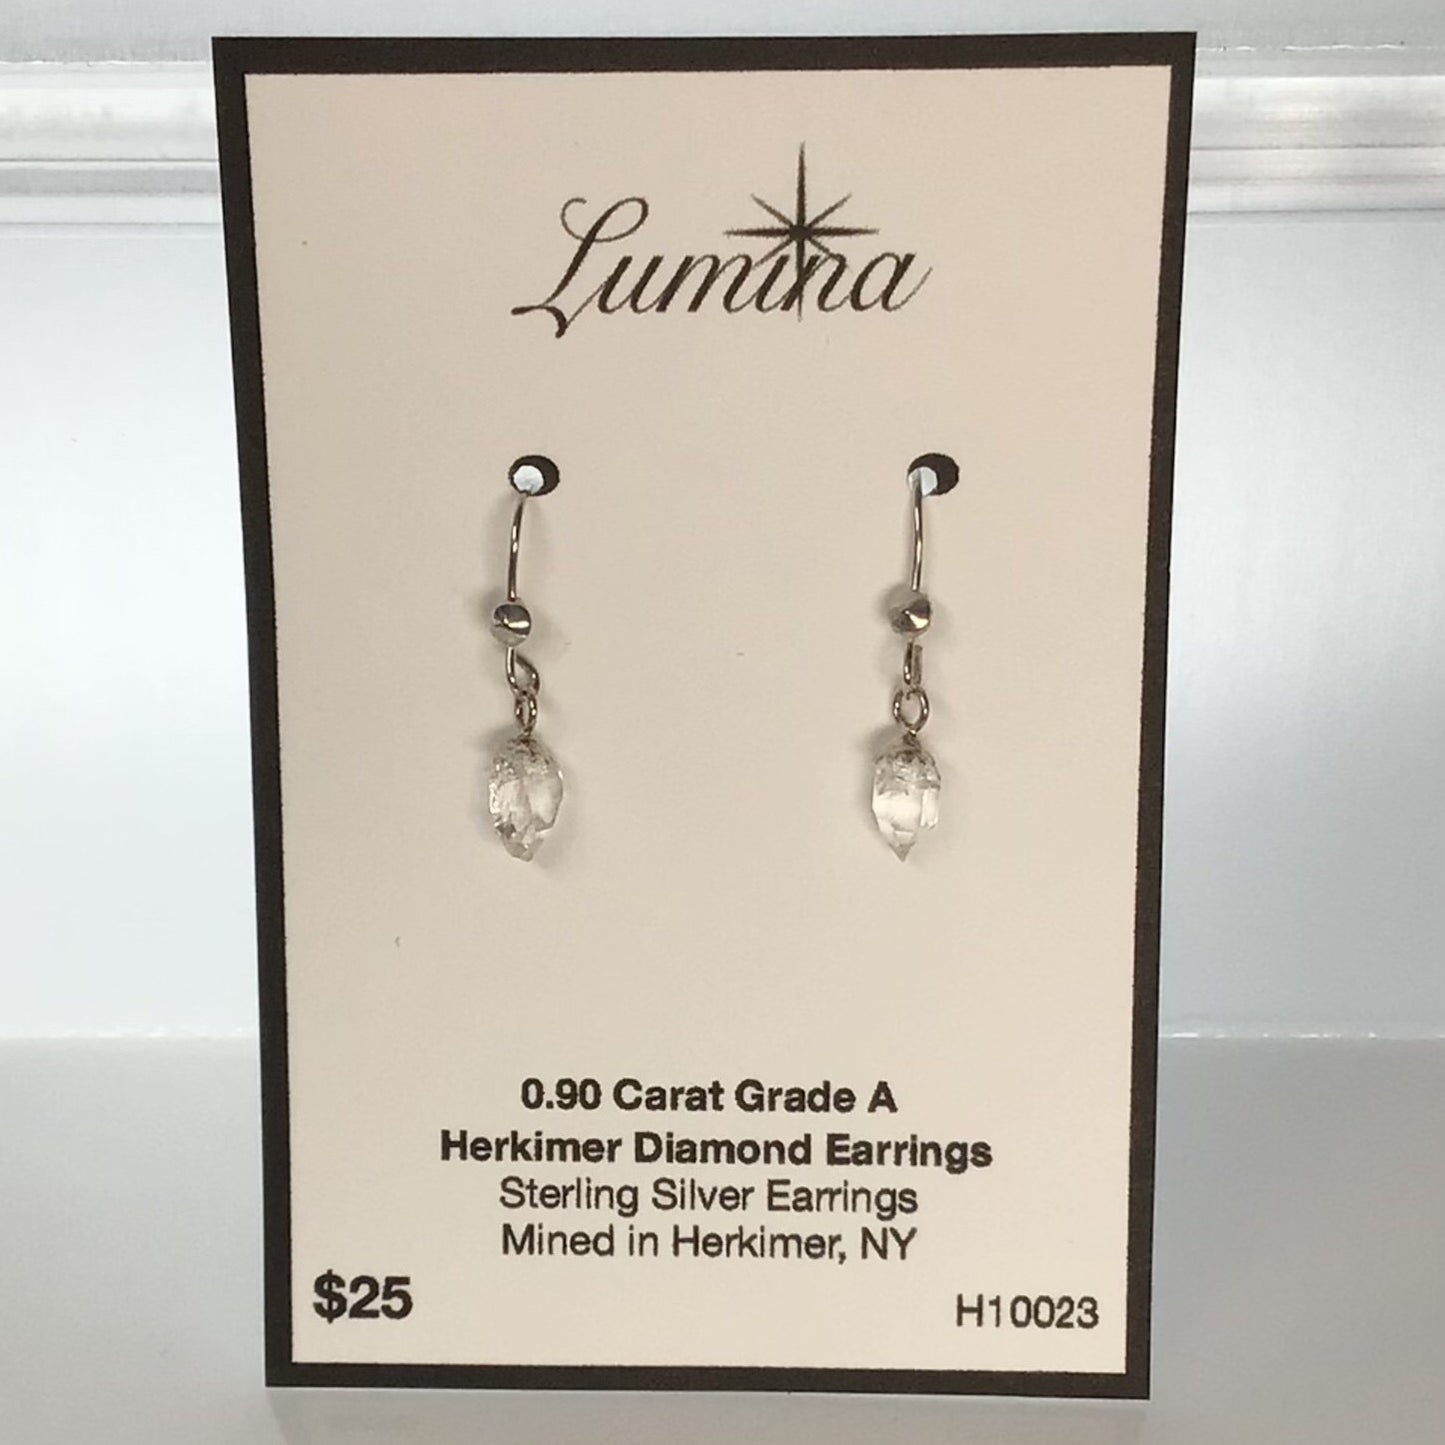 Lumina
0.90 Carat Grade A
Herkimer Diamond Earrings
Sterling Silver Earrings
Mined in Herkimer, NY
$25
H10023